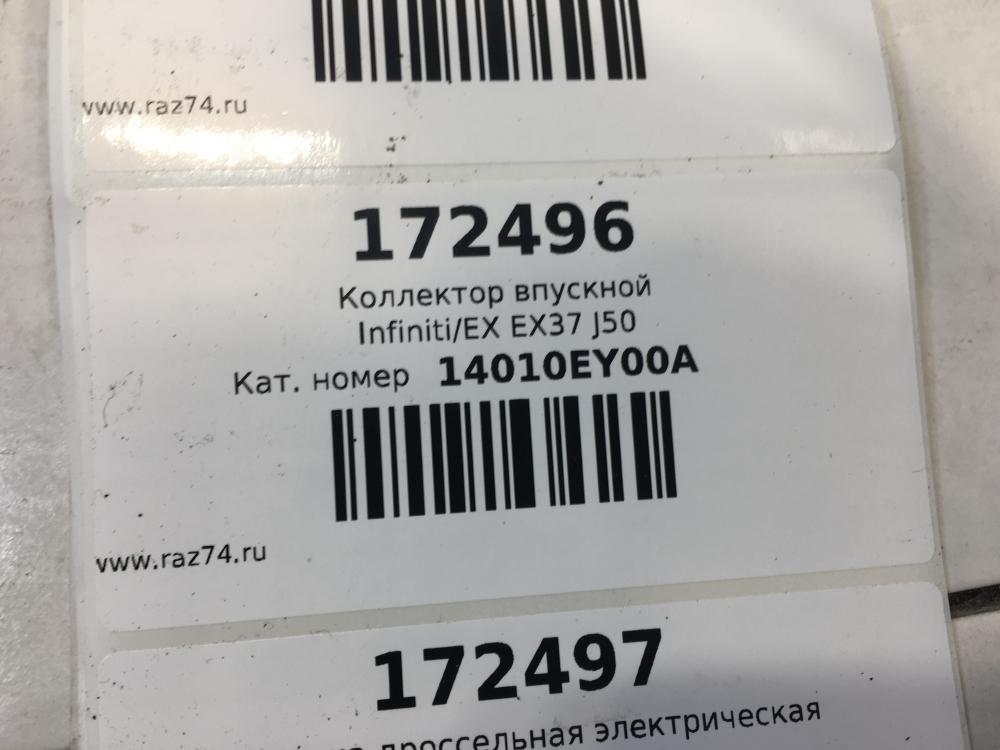 www.raz74.ru
172496
Коллектор впускной
Infiniti/EX EX37 J50
Кат. номер 14010EY00A
www.raz74.ru
172497
дроссельная электрическая